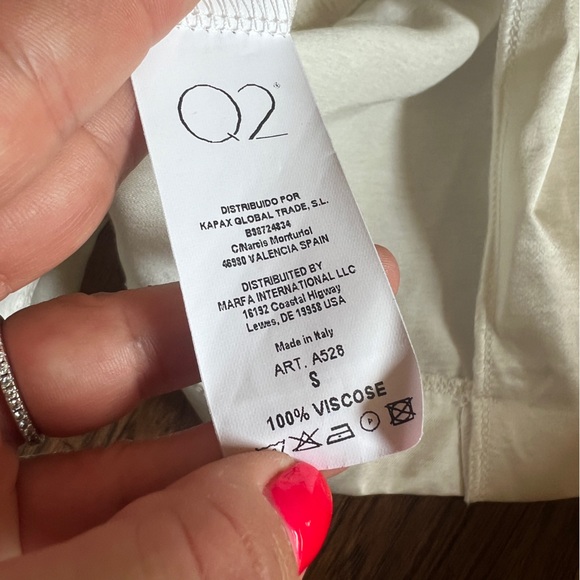 Q2
DISTRIBUIDO POR
KAPAX GLOBAL TRADE, S.L.
B98724834
C/Narcis Monturiol
46980 VALENCIA SPAIN
DISTRIBUTED BY
MARFA INTERNATIONAL LLC
16192 Coastal Higway
Lewes, DE 19958 USA
Made in Italy
ART. A528
S
100% VISCOSE
P